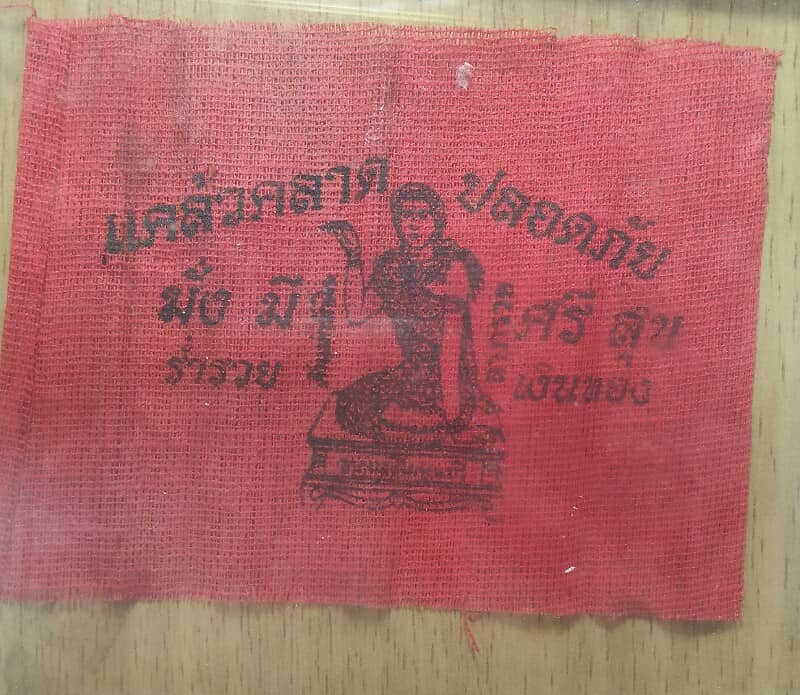 แคล้วคลาด ปลอดภัย
มั่ง มี ศรี สุข
ร่ำรวย เงินทอง